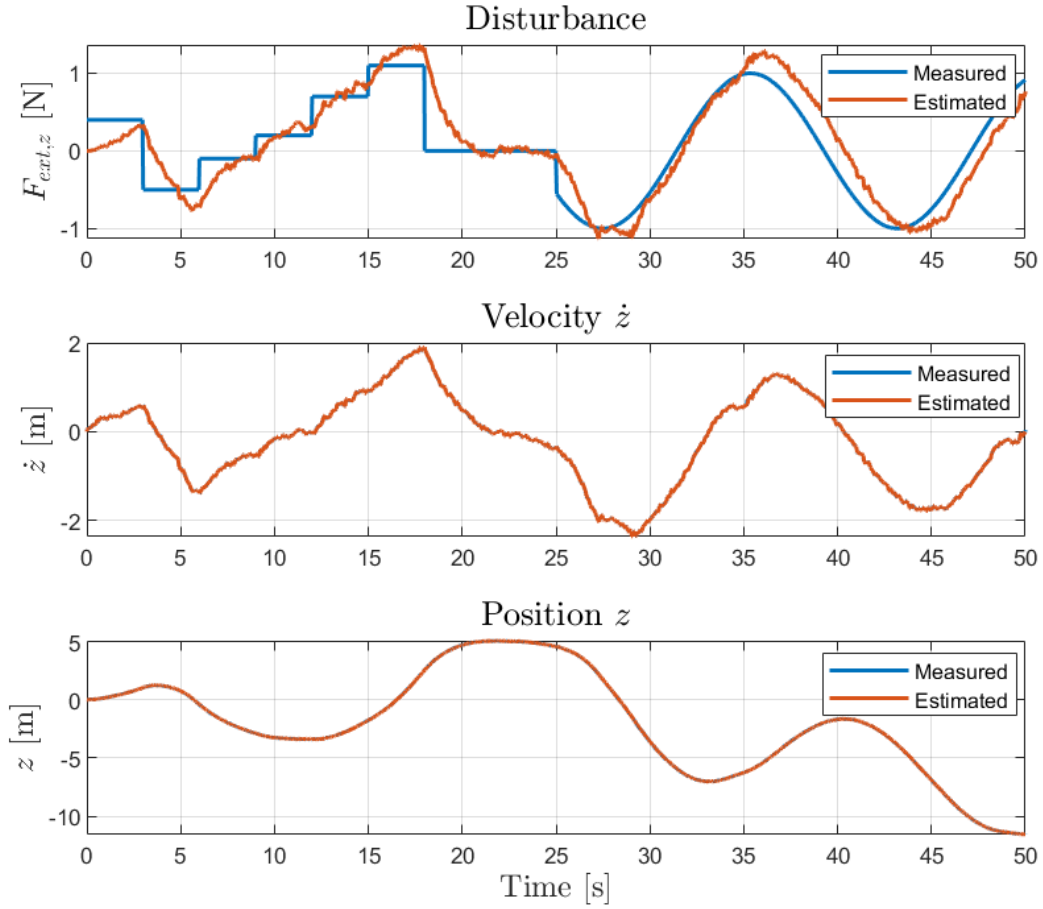 Disturbance
F_{ext.z} [N]
1
0
-1
Measured
Estimated
0 5 10 15 20 25 30 35 40 45 50
Velocity ż
ż [m]
2
0
-2
Measured
Estimated
0 5 10 15 20 25 30 35 40 45 50
Position z
z [m]
5
0
-5
-10
Measured
Estimated
0 5 10 15 20 25 30 35 40 45 50
Time [s]